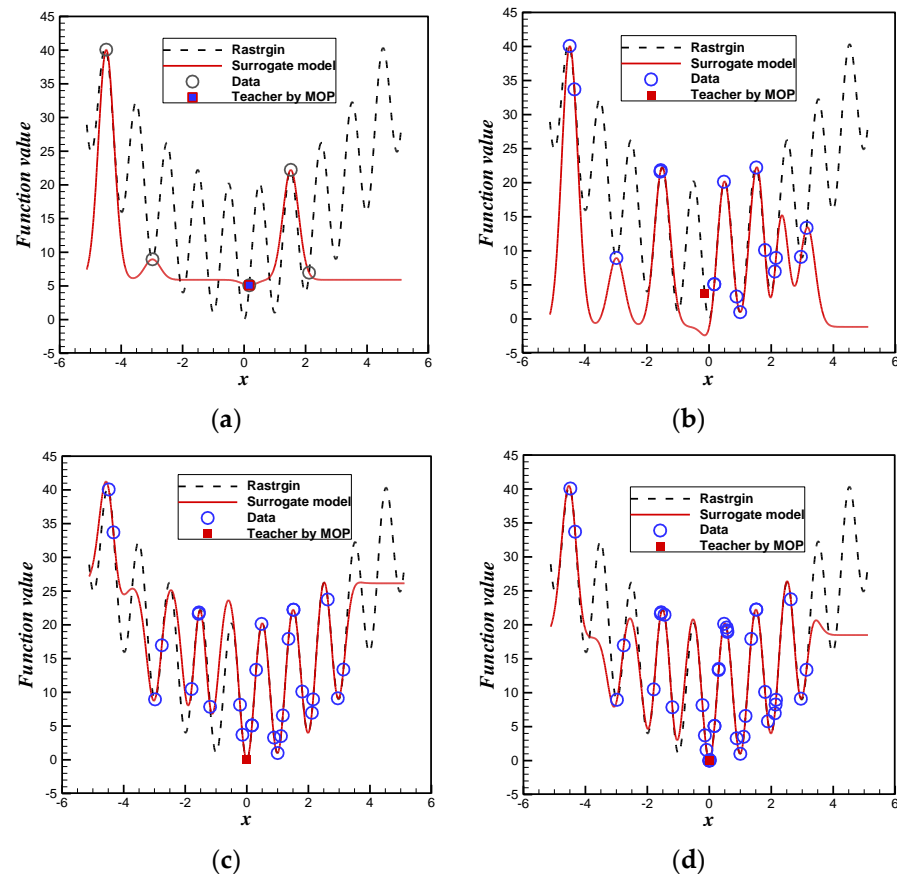 45
40
35
30
25
20
15
10
5
0
-5
-6 -4 -2 0 2 4 6
Function value
x
Rastrgin
Surrogate model
Data
Teacher by MOP
(a)
45
40
35
30
25
20
15
10
5
0
-5
-6 -4 -2 0 2 4 6
Function value
x
Rastrgin
Surrogate model
Data
Teacher by MOP
(b)
45
40
35
30
25
20
15
10
5
0
-5
-6 -4 -2 0 2 4 6
Function value
x
Rastrgin
Surrogate model
Data
Teacher by MOP
(c)
45
40
35
30
25
20
15
10
5
0
-5
-6 -4 -2 0 2 4 6
Function value
x
Rastrgin
Surrogate model
Data
Teacher by MOP
(d)